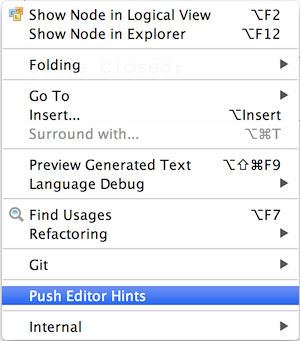 Show Node in Logical View ⌥F2
Show Node in Explorer ⌥F12
Folding
Go To
Insert... ⌥Insert
Surround with... ⌥⌘T
Preview Generated Text ⌥⇧⌘F9
Language Debug
Find Usages ⌥F7
Refactoring
Git
Push Editor Hints
Internal